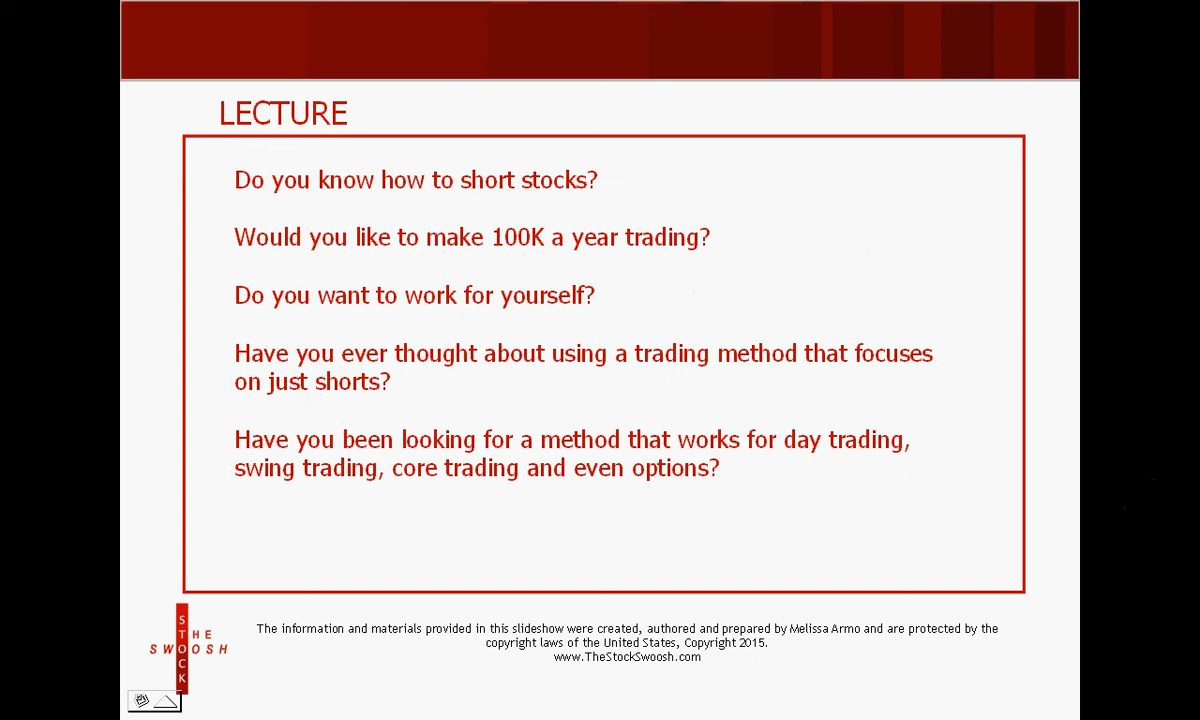 LECTURE
Do you know how to short stocks?
Would you like to make 100K a year trading?
Do you want to work for yourself?
Have you ever thought about using a trading method that focuses
on just shorts?
Have you been looking for a method that works for day trading,
swing trading, core trading and even options?
THE
STOCK
SWOOSH
The information and materials provided in this slideshow were created, authored and prepared by Melissa Armo and are protected by the
copyright laws of the United States, Copyright 2015.
www.TheStockSwoosh.com